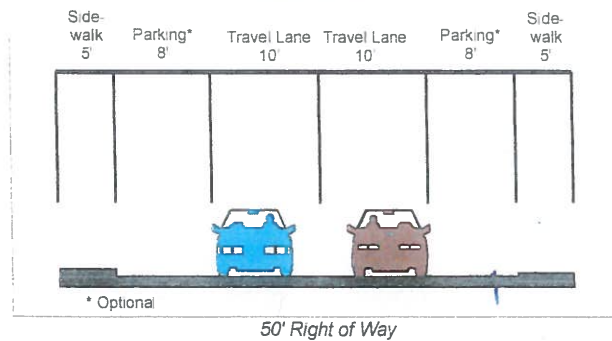 Side-
walk
5'
Parking*
8'
Travel Lane
10'
Travel Lane
10'
Parking*
8'
Side-
walk
5'
* Optional
50' Right of Way